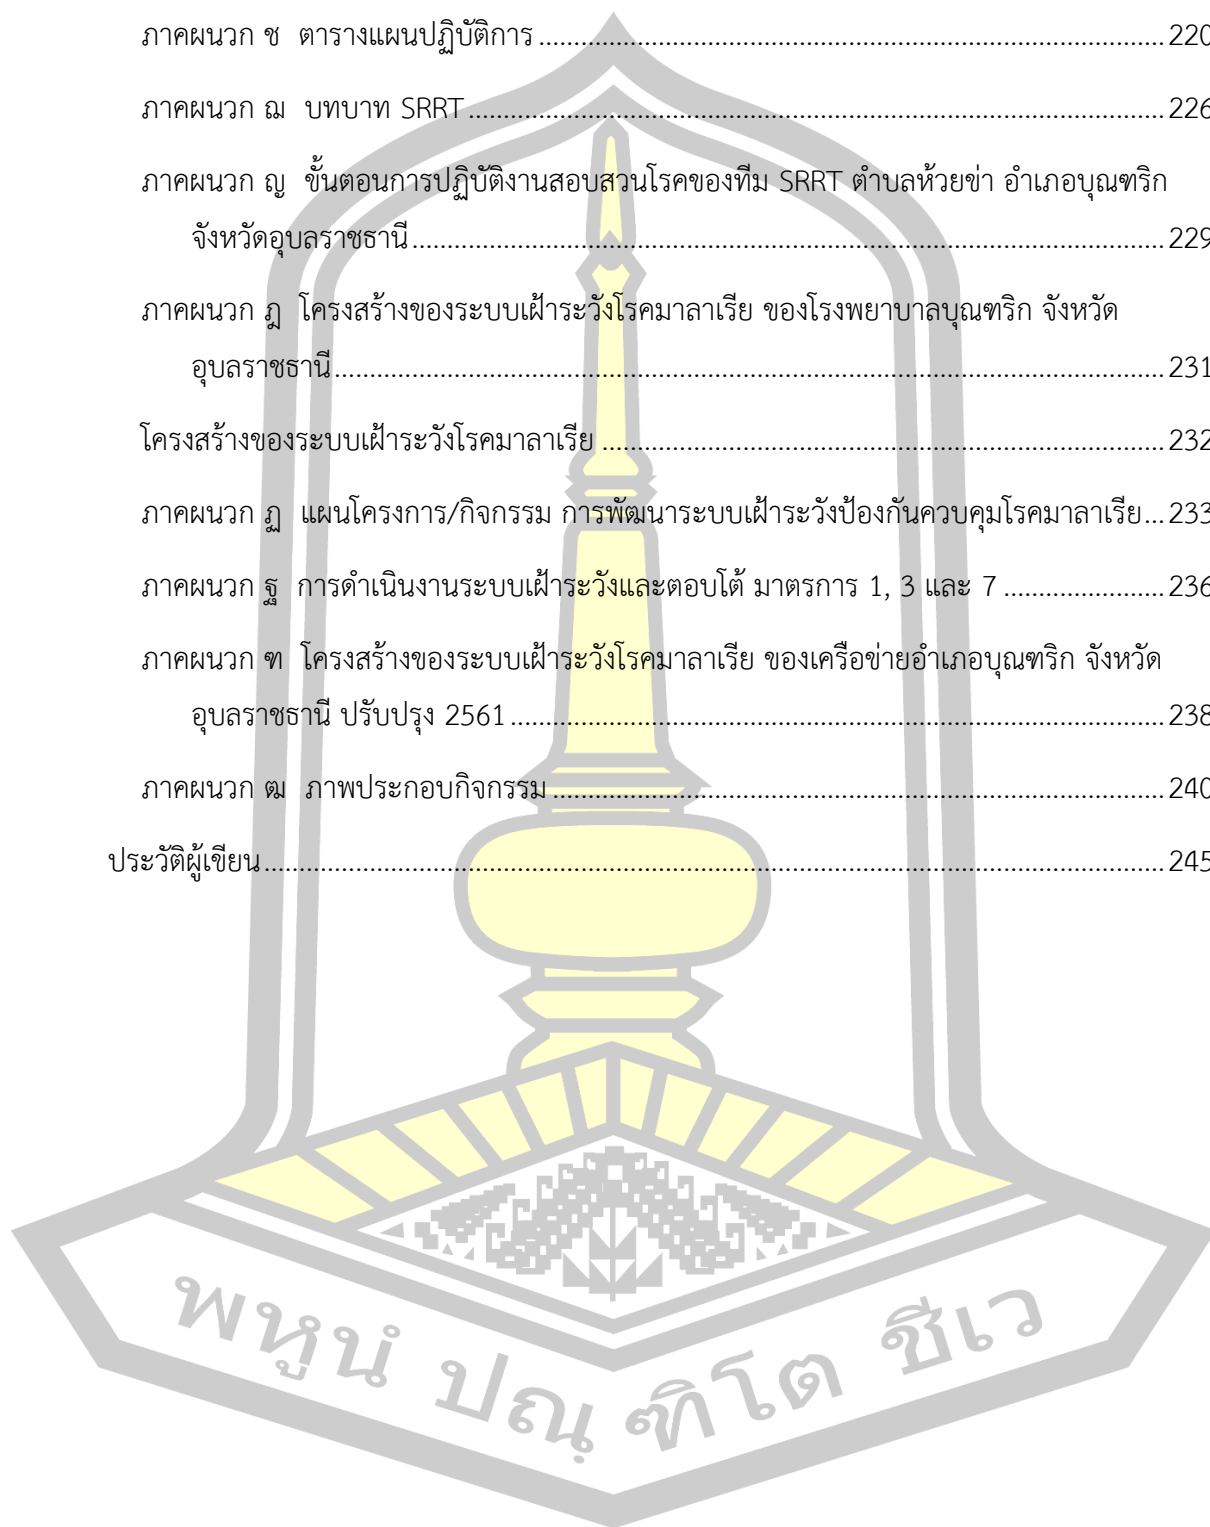 ภาคผนวก ช ตารางแผนปฏิบัติการ ........................................................................ 220
ภาคผนวก ฌ บทบาท SRRT ........................................................................ 226
ภาคผนวก ญ ขั้นตอนการปฏิบัติงานสอบสวนโรคของทีม SRRT ตำบลห้วยข่า อำเภอบุณฑริก
จังหวัดอุบลราชธานี ........................................................................ 229
ภาคผนวก ฎ โครงสร้างของระบบเฝ้าระวังโรคมาลาเรีย ของโรงพยาบาลบุณฑริก จังหวัด
อุบลราชธานี ........................................................................ 231
โครงสร้างของระบบเฝ้าระวังโรคมาลาเรีย ........................................................................ 232
ภาคผนวก ฏ แผนโครงการ/กิจกรรม การพัฒนาระบบเฝ้าระวังป้องกันควบคุมโรคมาลาเรีย ... 233
ภาคผนวก ฐ การดำเนินงานระบบเฝ้าระวังและตอบโต้ มาตรการ 1, 3 และ 7 .................... 236
ภาคผนวก ฑ โครงสร้างของระบบเฝ้าระวังโรคมาลาเรีย ของเครือข่ายอำเภอบุณฑริก จังหวัด
อุบลราชธานี ปรับปรุง 2561 ........................................................................ 238
ภาคผนวก ฒ ภาพประกอบกิจกรรม ........................................................................ 240
ประวัติผู้เขียน ........................................................................ 245
พหูนํ ปณฺฑิโต ชีเว